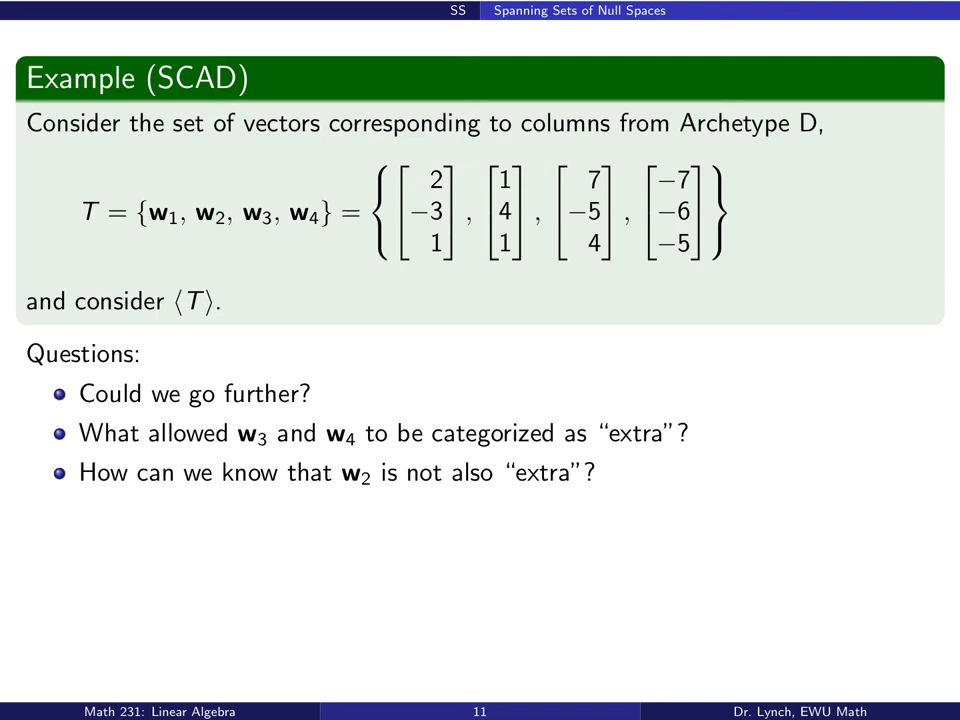 SS Spanning Sets of Null Spaces
Example (SCAD)
Consider the set of vectors corresponding to columns from Archetype D,
T = {w₁, w₂, w₃, w₄} = { [2 −3 1], [1 4 1], [7 −5 4], [−7 −6 −5] }
and consider ⟨T⟩.
Questions:
Could we go further?
What allowed w₃ and w₄ to be categorized as “extra”?
How can we know that w₂ is not also “extra”?
Math 231: Linear Algebra 11 Dr. Lynch, EWU Math